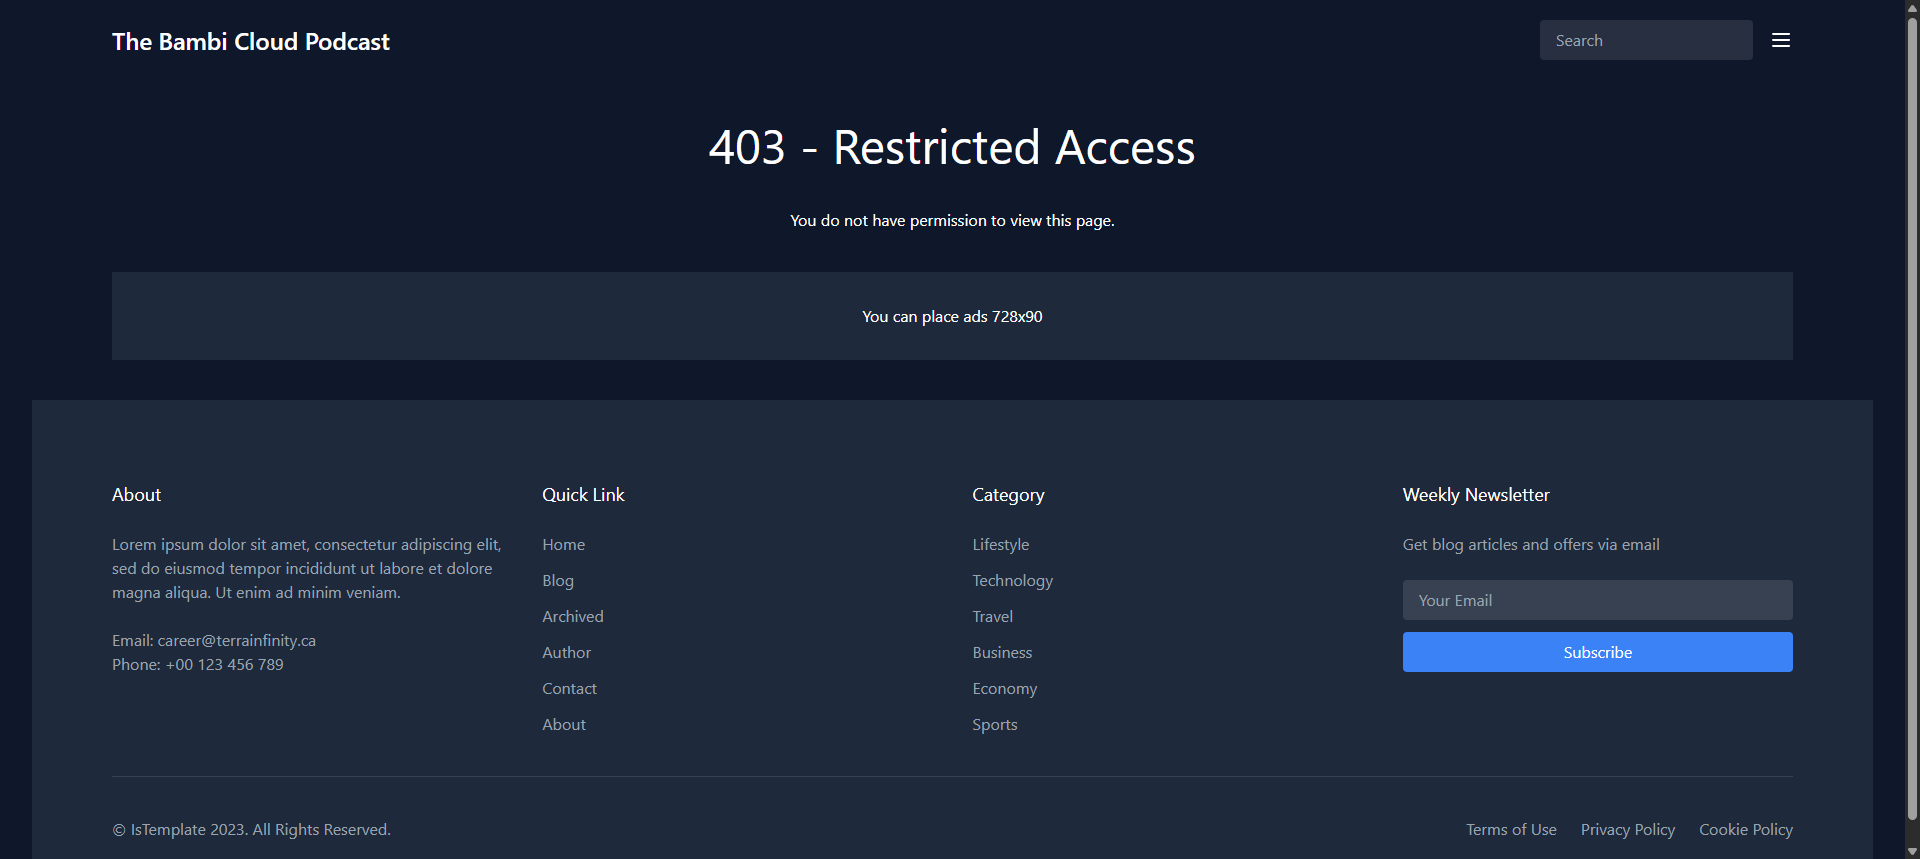 The Bambi Cloud Podcast
Search
403 - Restricted Access
You do not have permission to view this page.
You can place ads 728x90
About
Lorem ipsum dolor sit amet, consectetur adipiscing elit,
sed do eiusmod tempor incididunt ut labore et dolore
magna aliqua. Ut enim ad minim veniam.
Email: career@terrainfinity.ca
Phone: +00 123 456 789
Quick Link
Home
Blog
Archived
Author
Contact
About
Category
Lifestyle
Technology
Travel
Business
Economy
Sports
Weekly Newsletter
Get blog articles and offers via email
Your Email
Subscribe
© IsTemplate 2023. All Rights Reserved.
Terms of Use Privacy Policy Cookie Policy